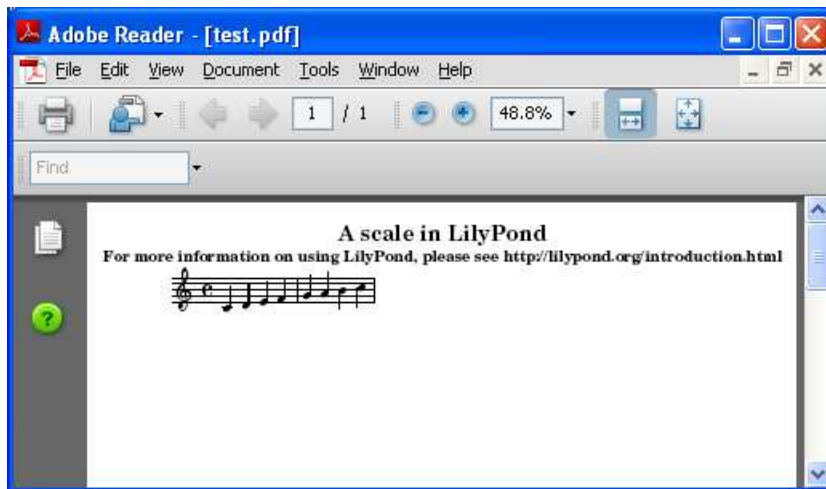 Adobe Reader - [test.pdf]
File Edit View Document Tools Window Help
1 / 1 48.8%
Find
A scale in LilyPond
For more information on using LilyPond, please see http://lilypond.org/introduction.html